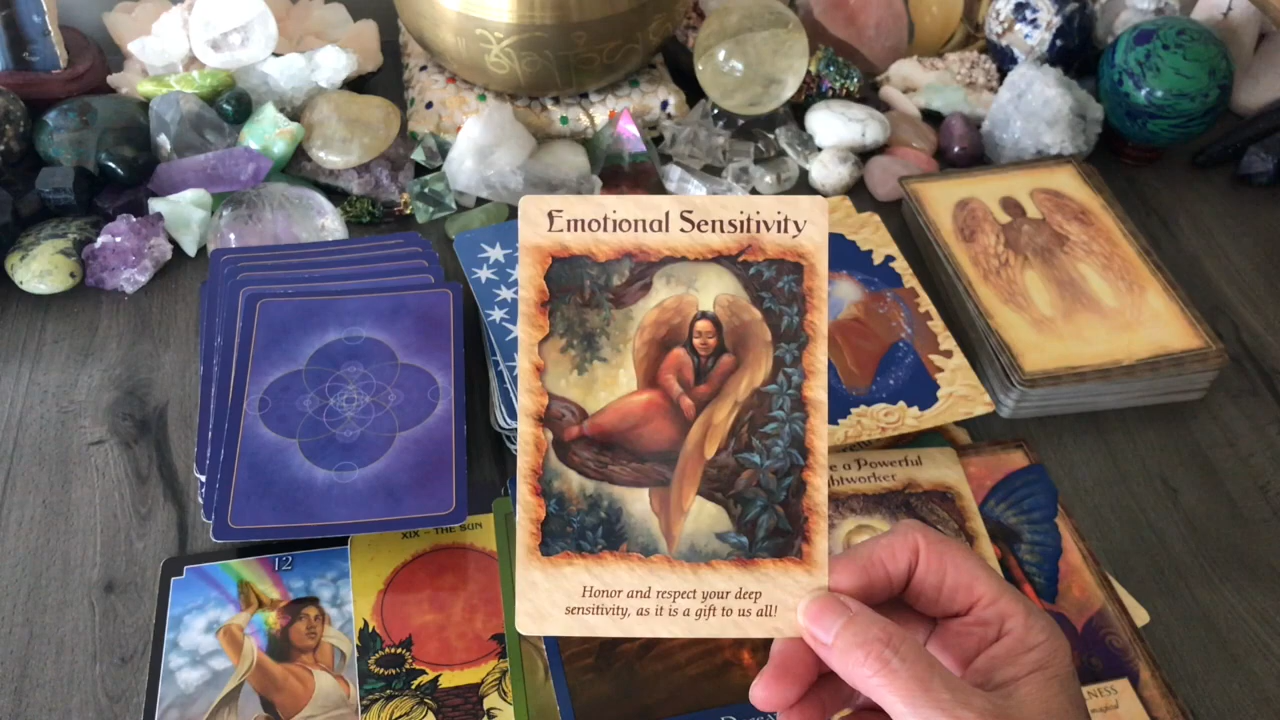 Emotional Sensitivity
Honor and respect your deep
sensitivity, as it is a gift to us all!
e a Powerful
htworker
12
XIX – THE SUN
NESS